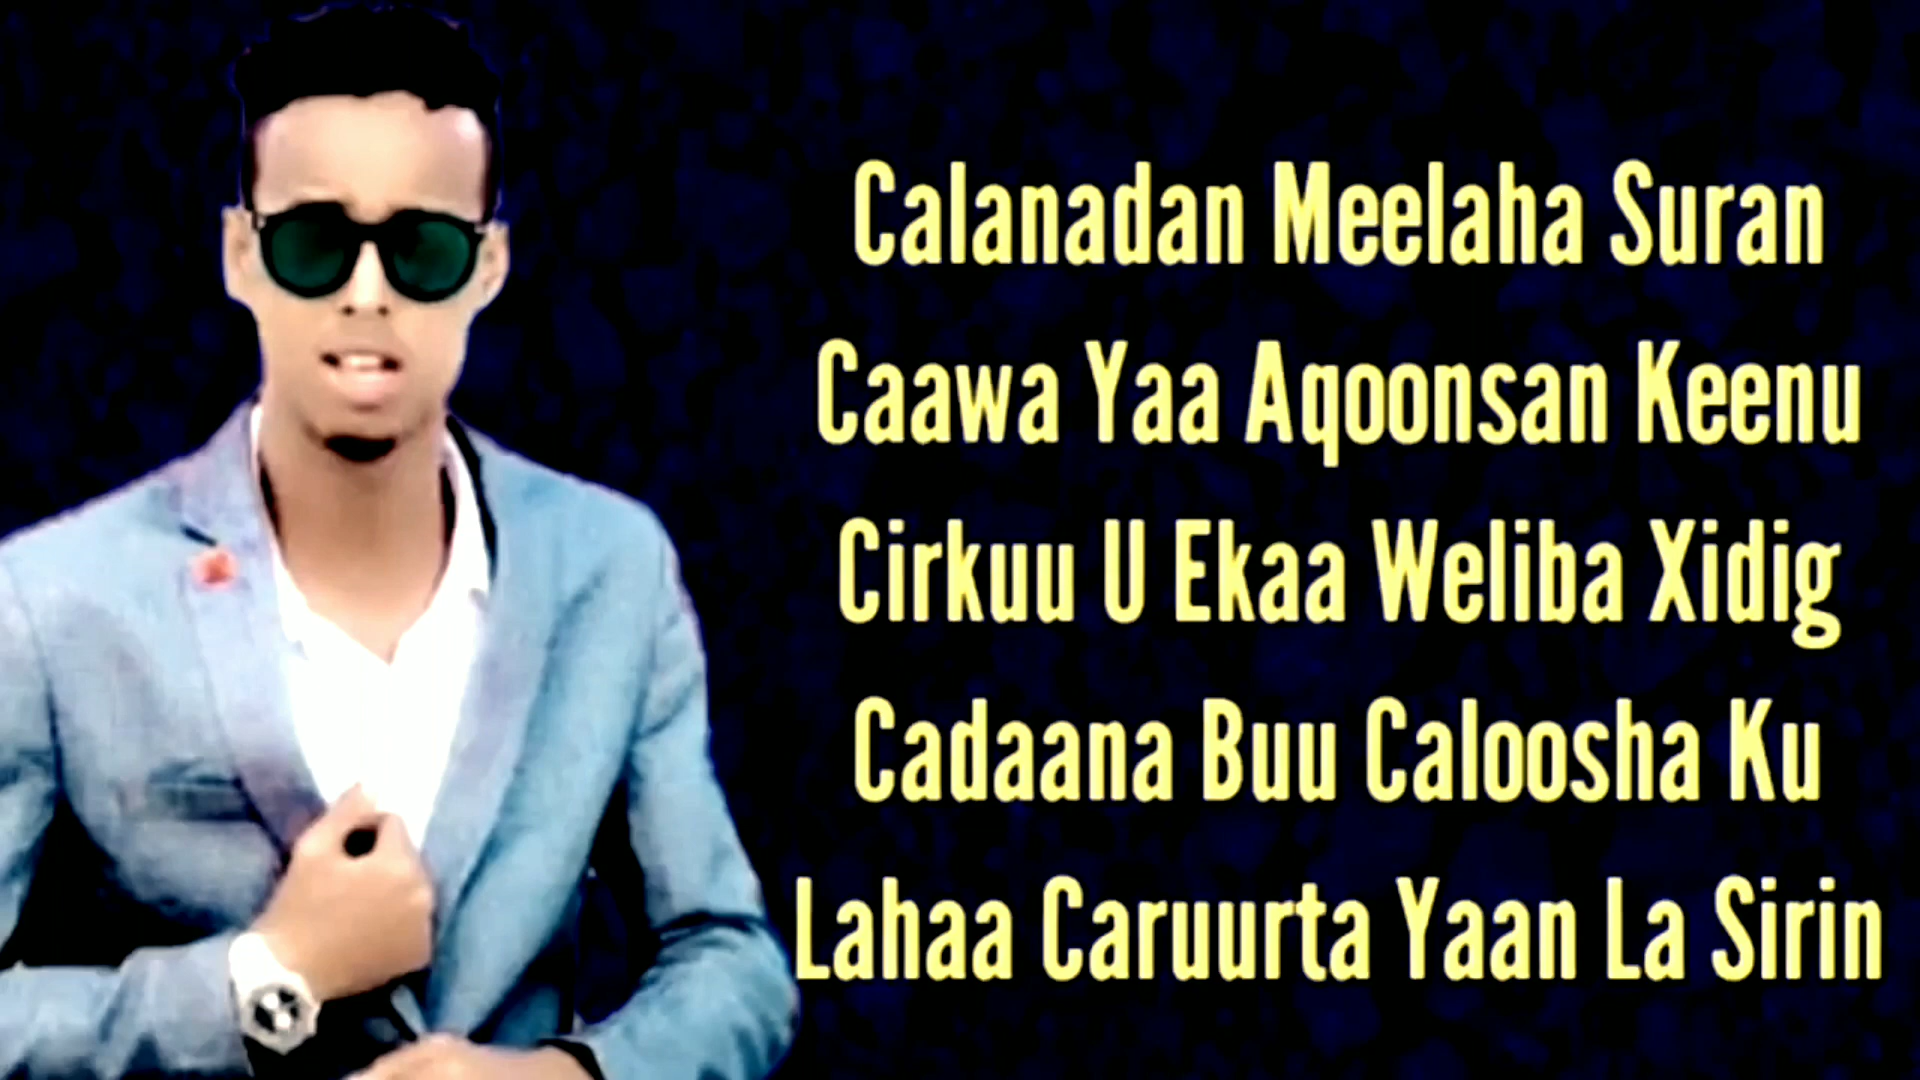 Calanadan Meelaha Suran
Caawa Yaa Aqoonsan Keenu
Cirkuu U Ekaa Weliba Xidig
Cadaana Buu Caloosha Ku
Lahaa Caruurta Yaan La Sirin